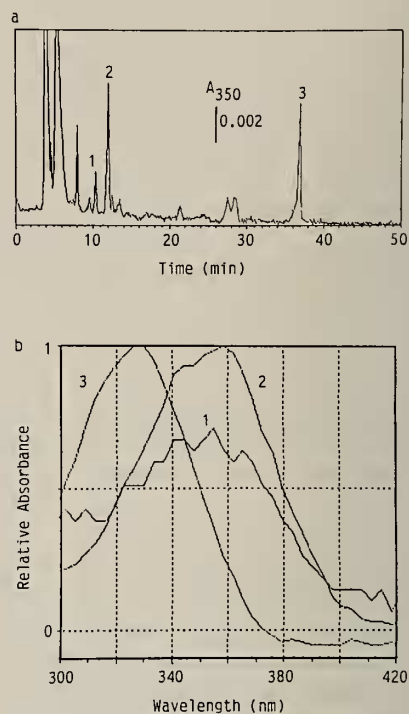 a
2
A350
0.002
3
1
0 10 20 30 40 50
Time (min)
b
1
3
2
1
Relative Absorbance
0
300 340 380 420
Wavelength (nm)